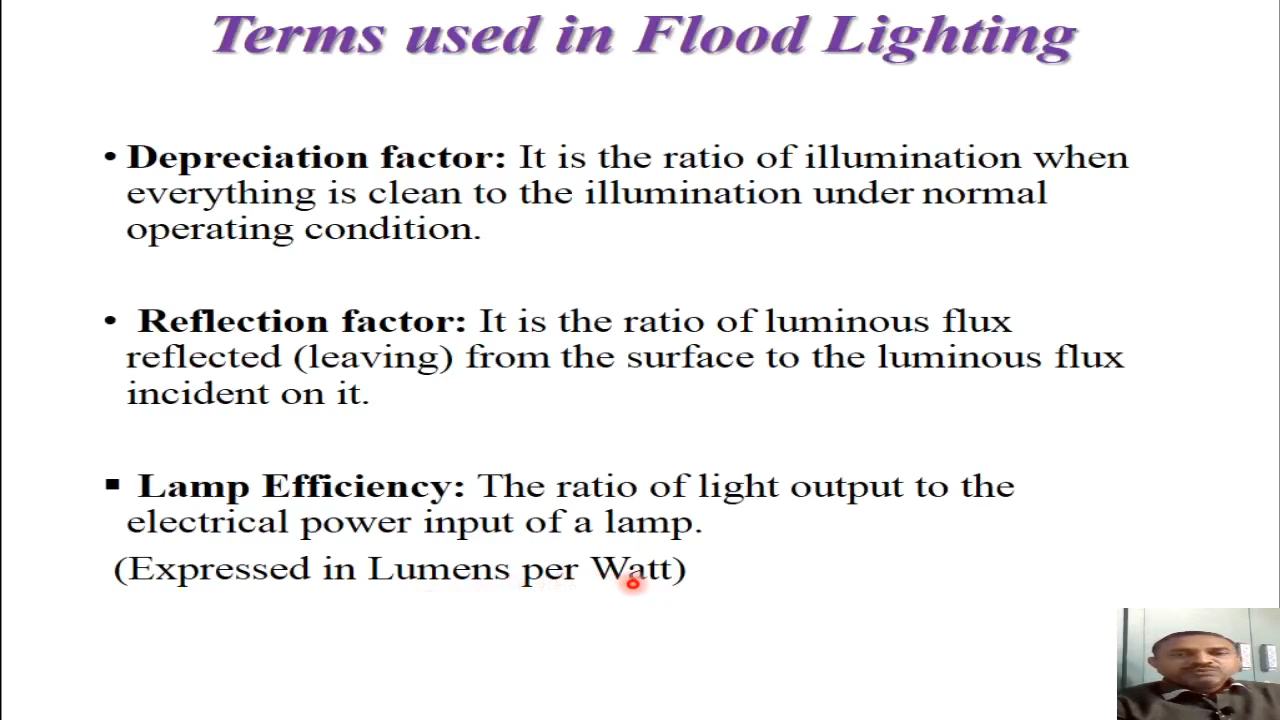 Terms used in Flood Lighting
• Depreciation factor: It is the ratio of illumination when
everything is clean to the illumination under normal
operating condition.
• Reflection factor: It is the ratio of luminous flux
reflected (leaving) from the surface to the luminous flux
incident on it.
▪ Lamp Efficiency: The ratio of light output to the
electrical power input of a lamp.
(Expressed in Lumens per Watt)